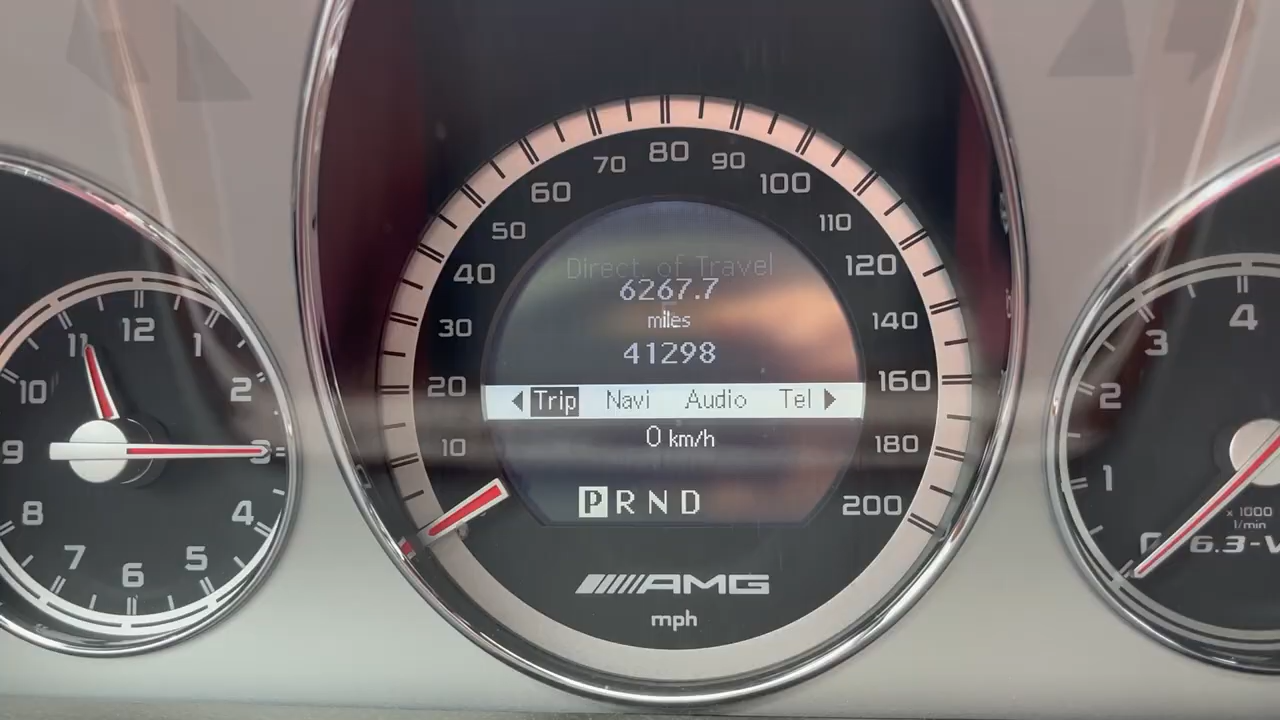 12
11 1
10 2
9 3
8 4
7 5
6
80
70 90
60 100
50 110
40 120
30 140
20 160
10 180
200
Direct. of Travel
6267.7
miles
41298
Trip Navi Audio Tel
0 km/h
P R N D
AMG
mph
4
3
2
1
x 1000
1/min
6.3-V